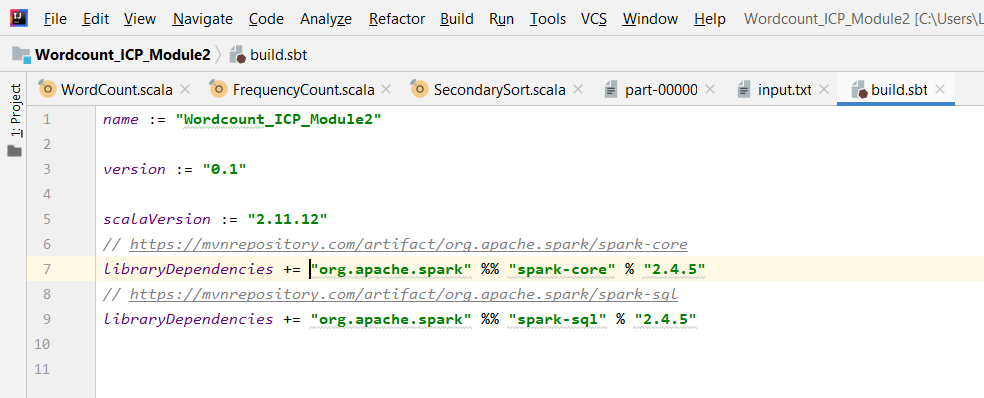 File Edit View Navigate Code Analyze Refactor Build Run Tools VCS Window Help Wordcount_ICP_Module2 [C:\Users\L
Wordcount_ICP_Module2 build.sbt
1: Project
WordCount.scala FrequencyCount.scala SecondarySort.scala part-00000 input.txt build.sbt
1 name := "Wordcount_ICP_Module2"
2
3 version := "0.1"
4
5 scalaVersion := "2.11.12"
6 // https://mvnrepository.com/artifact/org.apache.spark/spark-core
7 libraryDependencies += "org.apache.spark" %% "spark-core" % "2.4.5"
8 // https://mvnrepository.com/artifact/org.apache.spark/spark-sql
9 libraryDependencies += "org.apache.spark" %% "spark-sql" % "2.4.5"
10
11